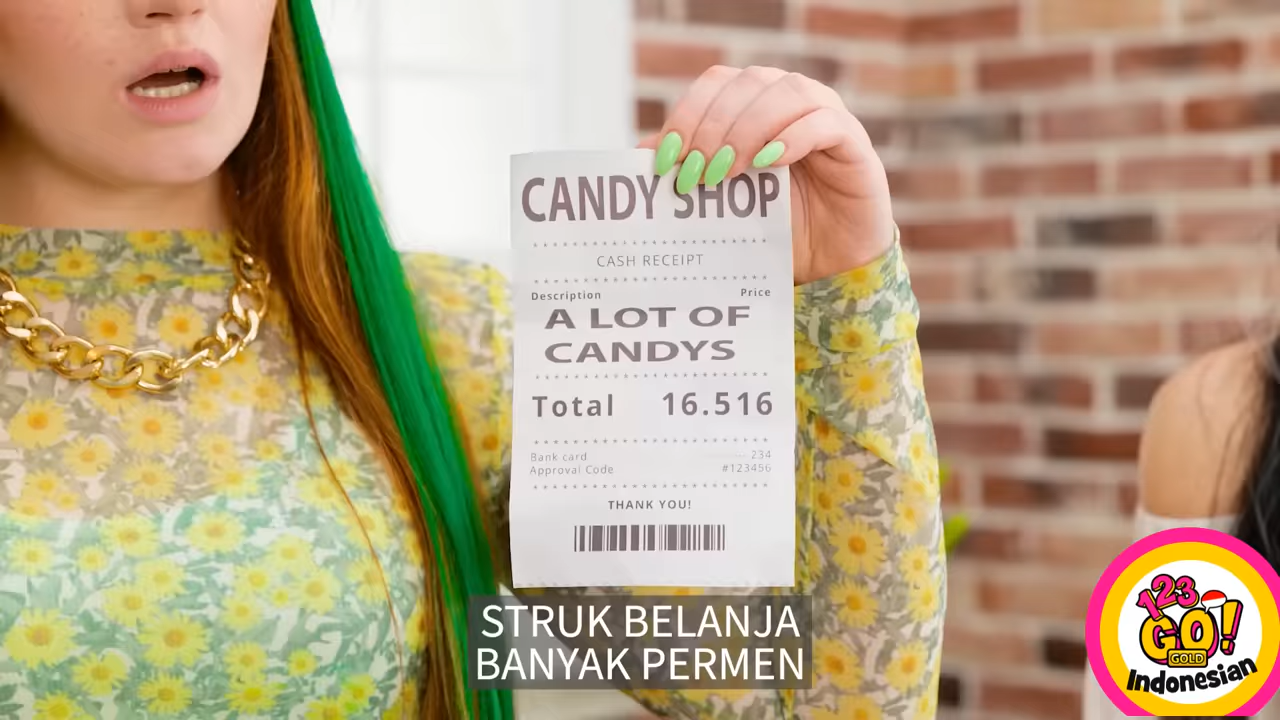 CANDY SHOP
CASH RECEIPT
Description Price
A LOT OF
CANDYS
Total 16.516
Bank card 234
Approval Code #123456
THANK YOU!
STRUK BELANJA
BANYAK PERMEN
123
GO!
GOLD
Indonesian